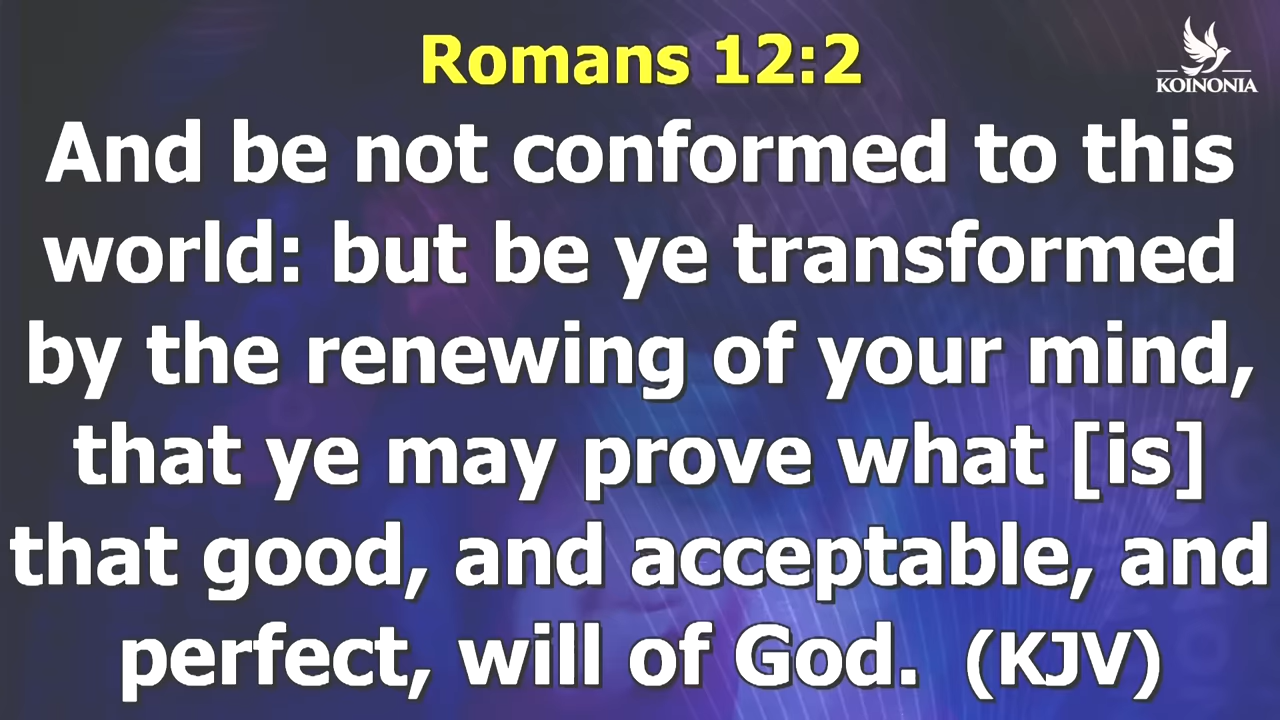 Romans 12:2
KOINONIA
And be not conformed to this
world: but be ye transformed
by the renewing of your mind,
that ye may prove what [is]
that good, and acceptable, and
perfect, will of God. (KJV)